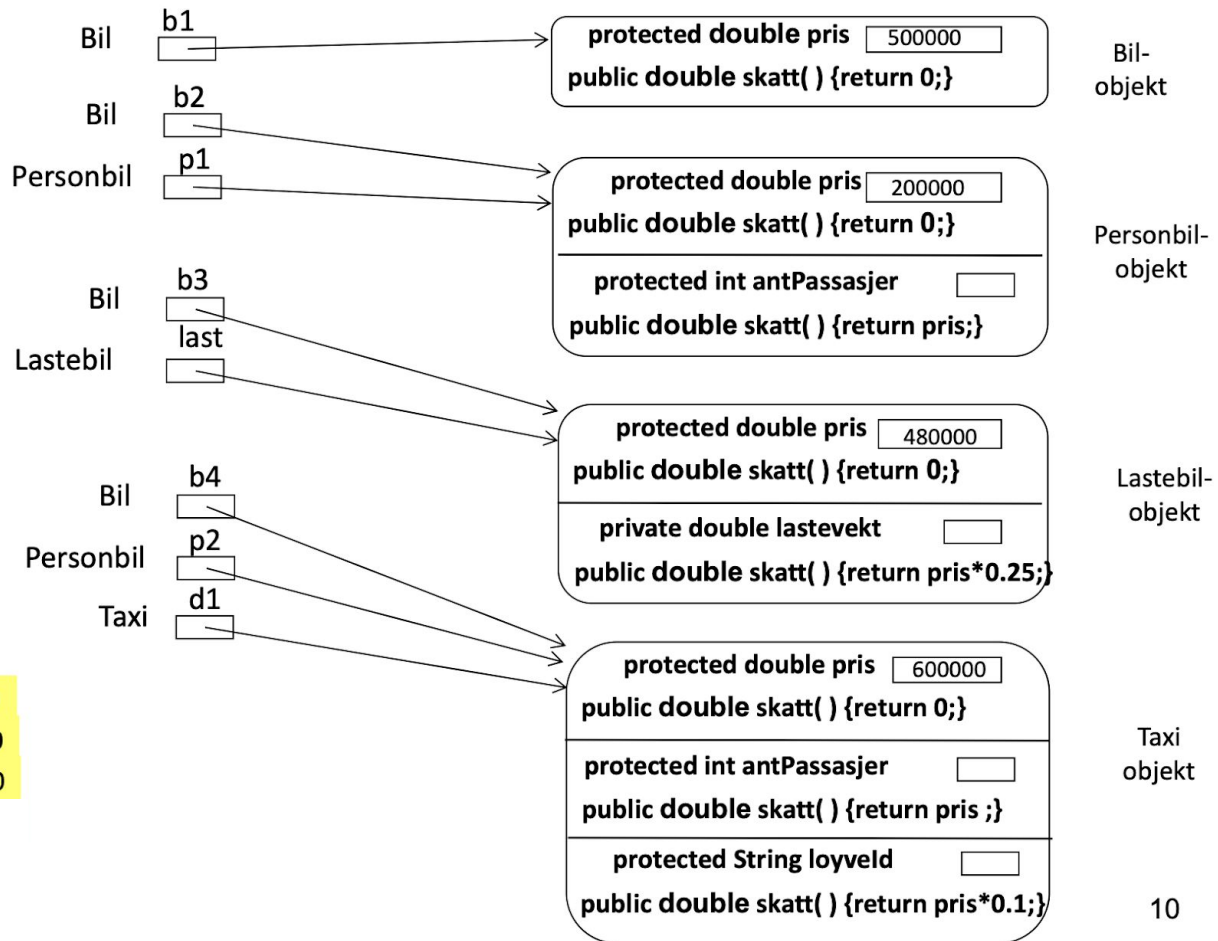 b1
Bil
protected double pris 500000
public double skatt( ) {return 0;}
Bil-
objekt
b2
Bil
p1
Personbil
protected double pris 200000
public double skatt( ) {return 0;}
protected int antPassasjer
public double skatt( ) {return pris;}
Personbil-
objekt
b3
Bil
last
Lastebil
protected double pris 480000
public double skatt( ) {return 0;}
private double lastevekt
public double skatt( ) {return pris*0.25;}
Lastebil-
objekt
b4
Bil
p2
Personbil
d1
Taxi
protected double pris 600000
public double skatt( ) {return 0;}
protected int antPassasjer
public double skatt( ) {return pris ;}
protected String loyveId
public double skatt( ) {return pris*0.1;}
Taxi
objekt
10